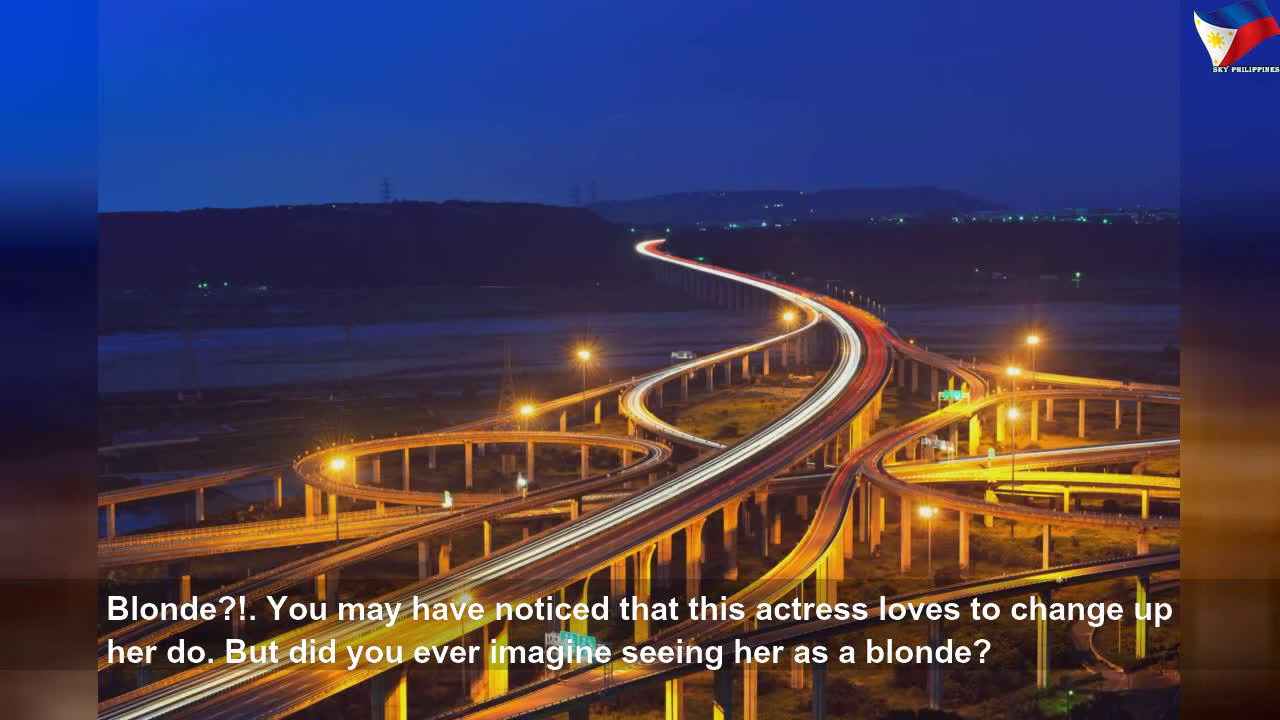 SKY PHILIPPINES
Blonde?!. You may have noticed that this actress loves to change up
her do. But did you ever imagine seeing her as a blonde?